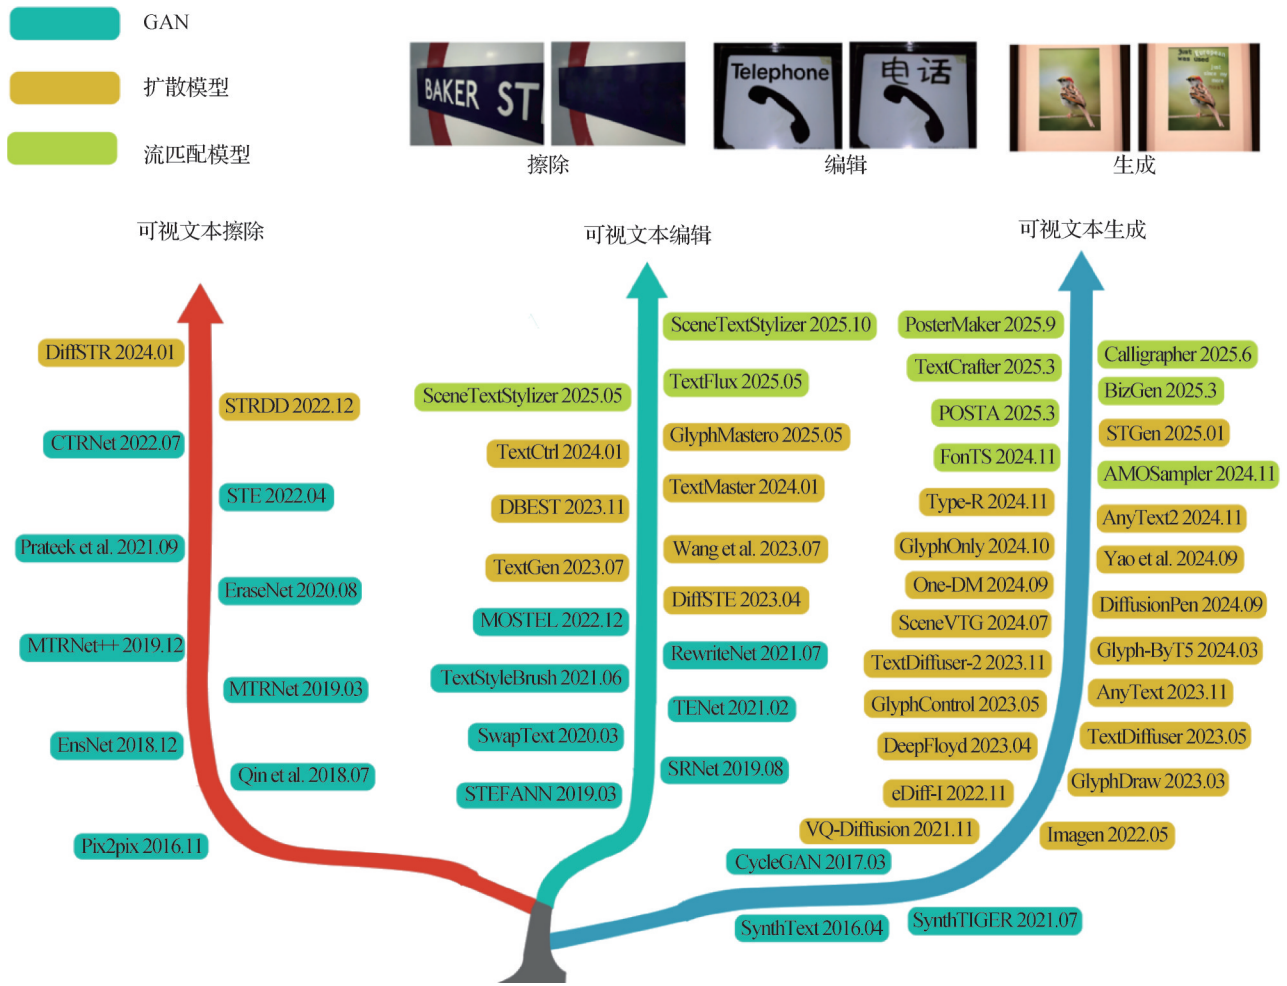 GAN
扩散模型
流匹配模型
BAKER ST
Telephone
电话
擦除
编辑
生成
可视文本擦除
可视文本编辑
可视文本生成
DiffSTR 2024.01
STRDD 2022.12
CTRNet 2022.07
STE 2022.04
Prateek et al. 2021.09
EraseNet 2020.08
MTRNet++ 2019.12
MTRNet 2019.03
EnsNet 2018.12
Qin et al. 2018.07
Pix2pix 2016.11
SceneTextStylizer 2025.10
TextFlux 2025.05
SceneTextStylizer 2025.05
GlyphMastero 2025.05
TextCtrl 2024.01
TextMaster 2024.01
DBEST 2023.11
Wang et al. 2023.07
TextGen 2023.07
DiffSTE 2023.04
MOSTEL 2022.12
RewriteNet 2021.07
TextStyleBrush 2021.06
TENet 2021.02
SwapText 2020.03
SRNet 2019.08
STEFANN 2019.03
PosterMaker 2025.9
Calligrapher 2025.6
TextCrafter 2025.3
BizGen 2025.3
POSTA 2025.3
STGen 2025.01
FonTS 2024.11
AMOSampler 2024.11
Type-R 2024.11
AnyText2 2024.11
GlyphOnly 2024.10
Yao et al. 2024.09
One-DM 2024.09
DiffusionPen 2024.09
SceneVTG 2024.07
Glyph-ByT5 2024.03
TextDiffuser-2 2023.11
AnyText 2023.11
GlyphControl 2023.05
TextDiffuser 2023.05
DeepFloyd 2023.04
GlyphDraw 2023.03
eDiff-I 2022.11
Imagen 2022.05
VQ-Diffusion 2021.11
CycleGAN 2017.03
SynthTIGER 2021.07
SynthText 2016.04